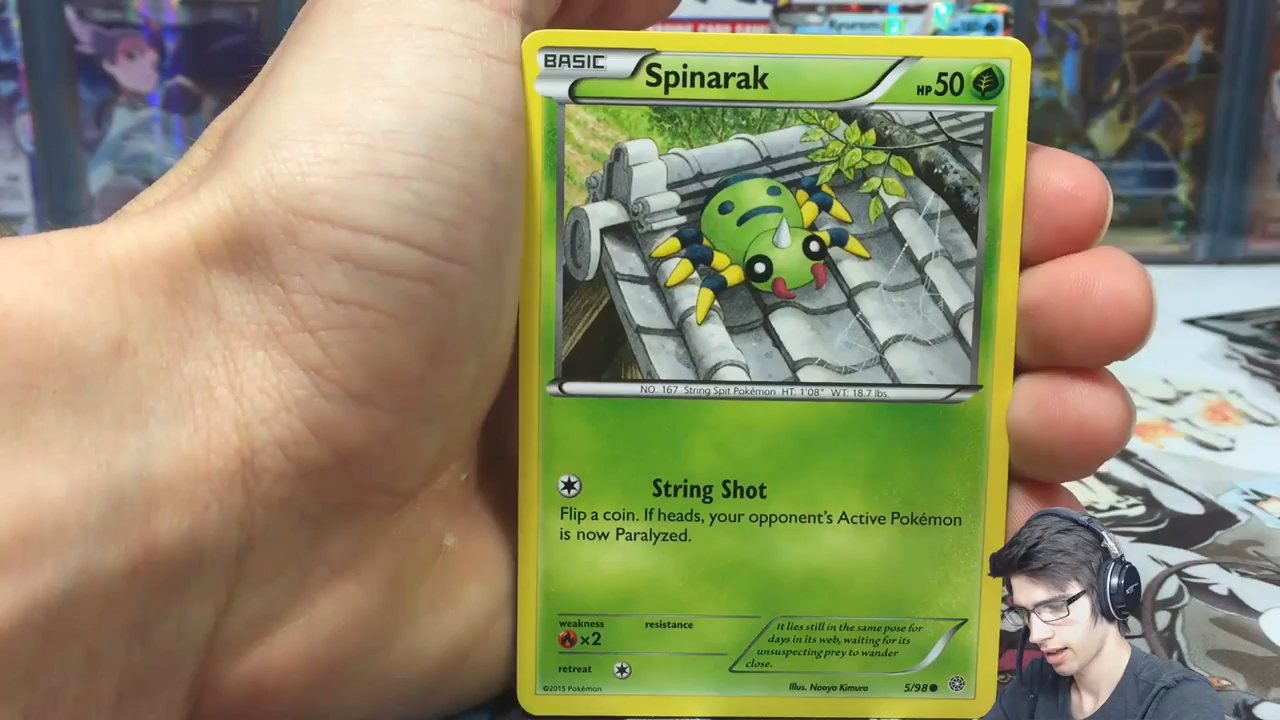 Kyurem
BASIC
Spinarak
HP 50
NO. 167 String Spit Pokémon HT: 1'08" WT: 18.7 lbs.
String Shot
Flip a coin. If heads, your opponent's Active Pokémon
is now Paralyzed.
weakness
resistance
×2
It lies still in the same pose for
days in its web, waiting for its
unsuspecting prey to wander
close.
retreat
©2015 Pokémon
Illus. Naoyo Kimura
5/98